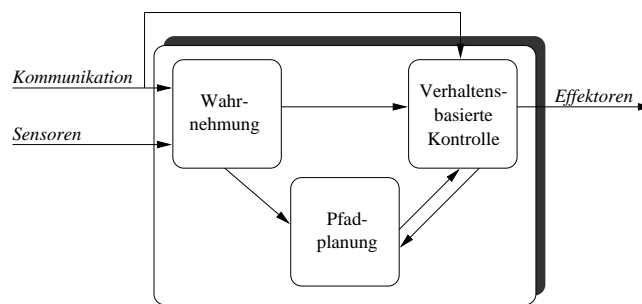 Kommunikation
Sensoren
Wahr-
nehmung
Verhaltens-
basierte
Kontrolle
Effektoren
Pfad-
planung